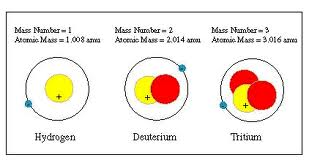 Mass Number = 1
Atomic Mass = 1.008 amu
Mass Number = 2
Atomic Mass = 2.014 amu
Mass Number = 3
Atomic Mass = 3.016 amu
+
+
+
Hydrogen
Deuterium
Tritium